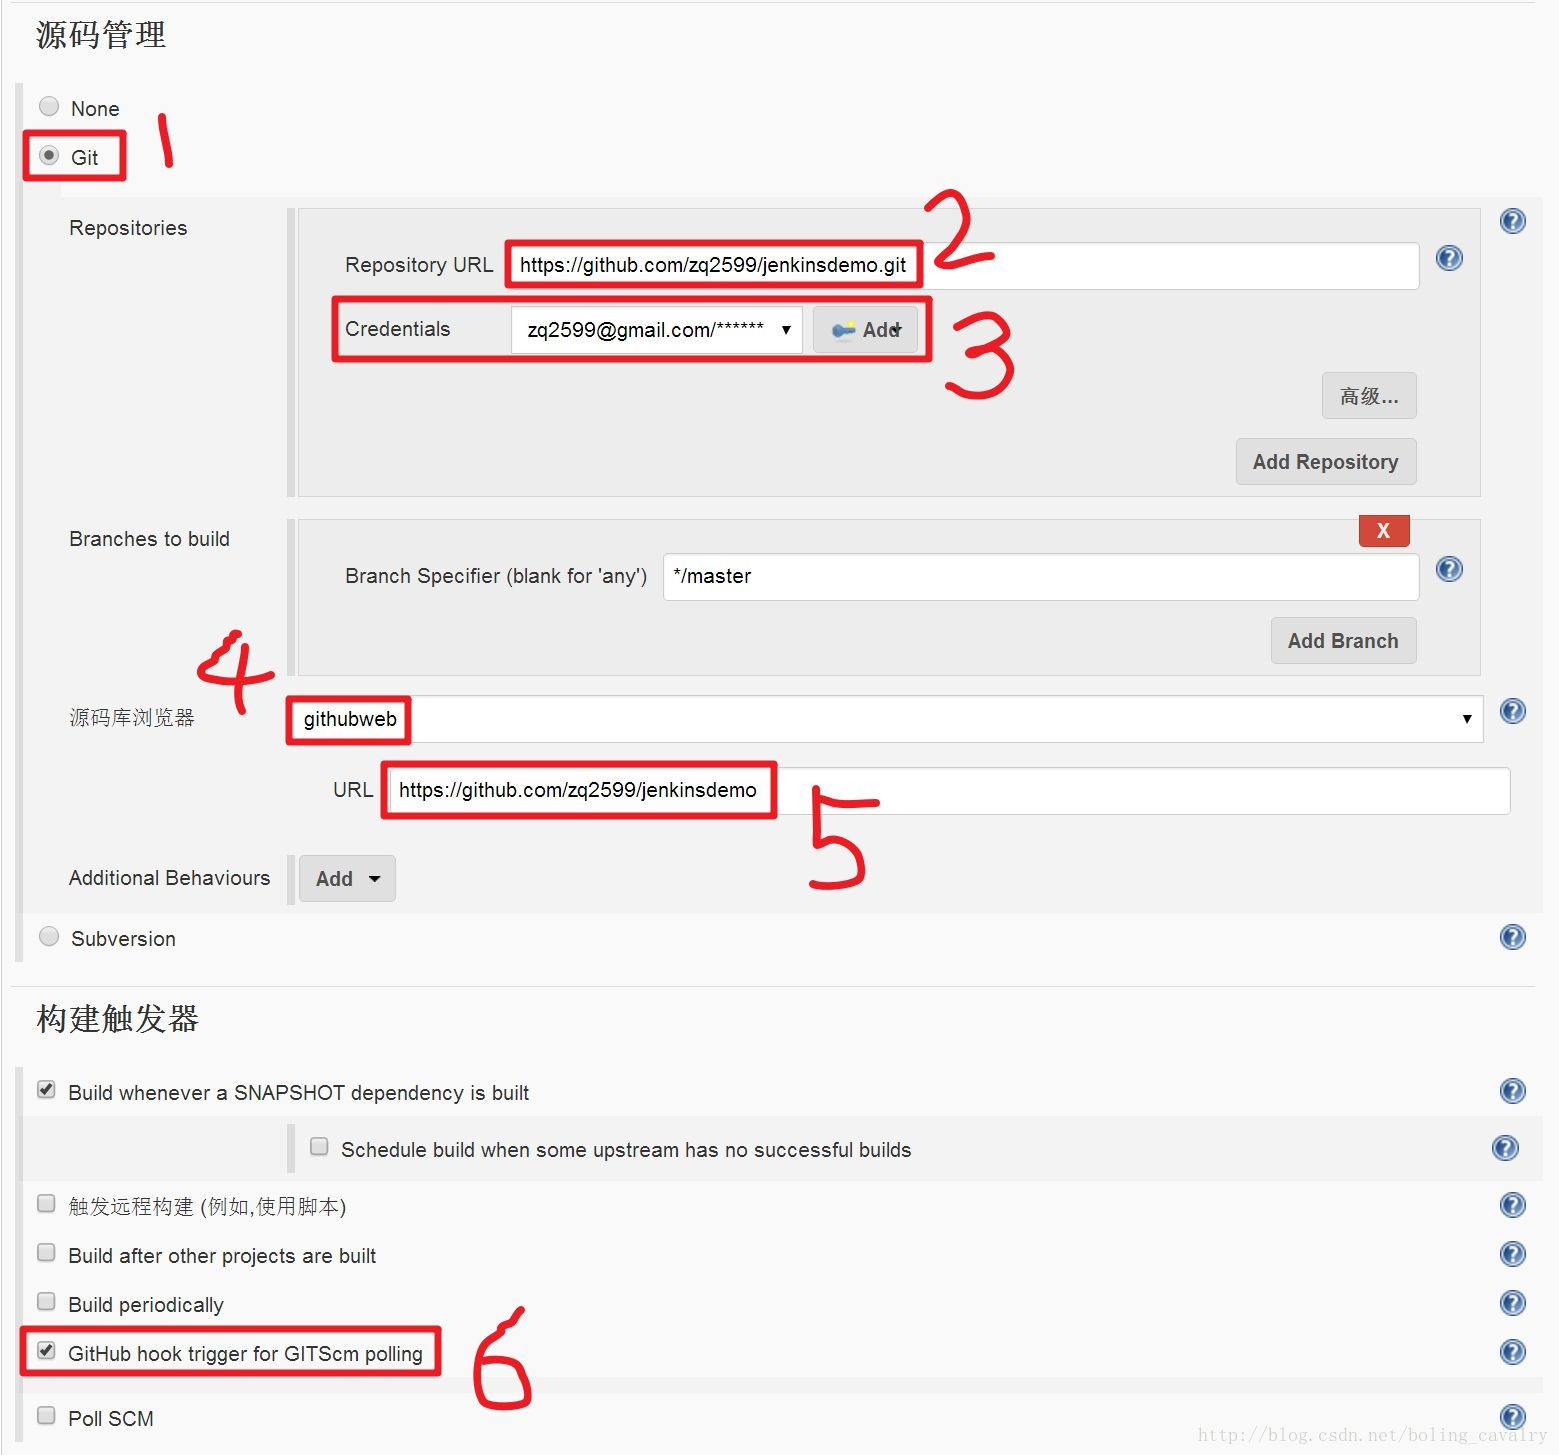 源码管理
None
1
Git
Repositories
2
Repository URL https://github.com/zq2599/jenkinsdemo.git
Credentials zq2599@gmail.com/****** Add
3
高级...
Add Repository
Branches to build
X
Branch Specifier (blank for 'any') */master
Add Branch
4
源码库浏览器 githubweb
URL https://github.com/zq2599/jenkinsdemo
5
Additional Behaviours Add
Subversion
构建触发器
Build whenever a SNAPSHOT dependency is built
Schedule build when some upstream has no successful builds
触发远程构建 (例如,使用脚本)
Build after other projects are built
Build periodically
GitHub hook trigger for GITScm polling
6
Poll SCM
http://blog.csdn.net/boling_cavalry